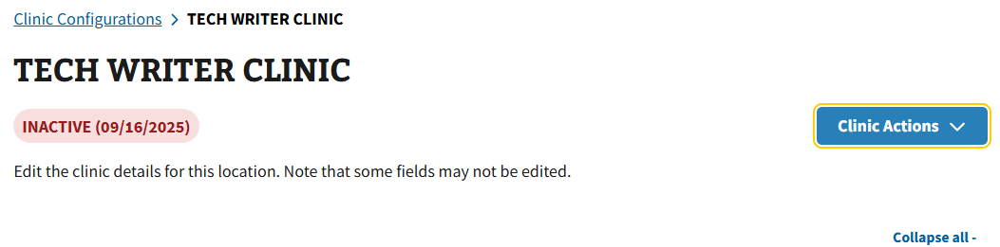 Clinic Configurations > TECH WRITER CLINIC
TECH WRITER CLINIC
INACTIVE (09/16/2025)
Clinic Actions
Edit the clinic details for this location. Note that some fields may not be edited.
Collapse all -